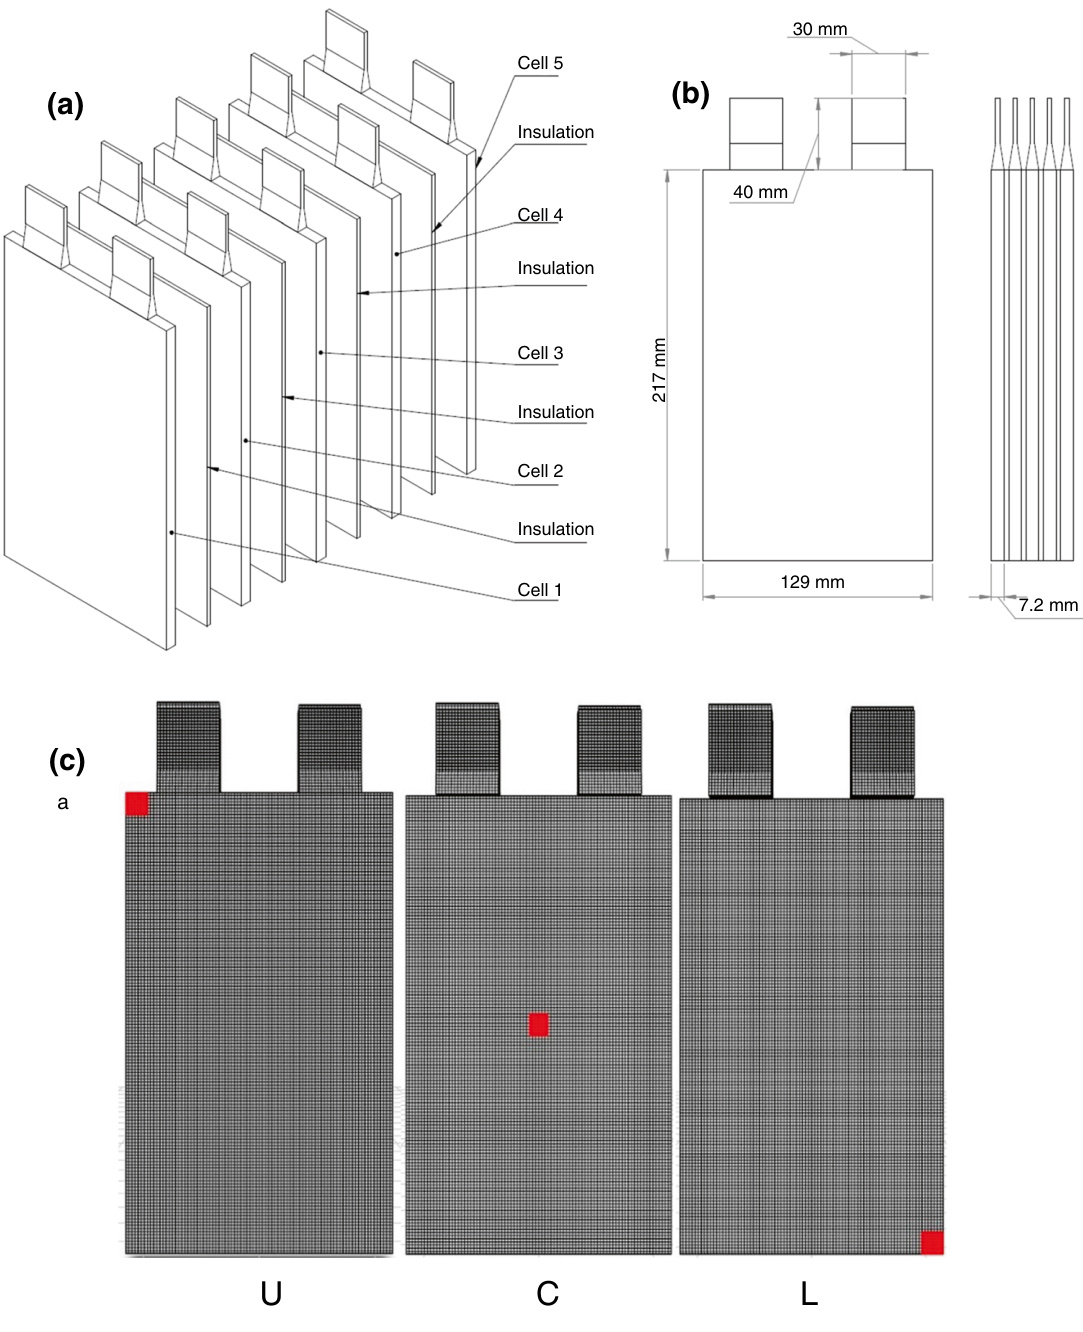 (a)
Cell 5
Insulation
Cell 4
Insulation
Cell 3
Insulation
Cell 2
Insulation
Cell 1
(b)
30 mm
40 mm
217 mm
129 mm
7.2 mm
(c)
a
U
C
L